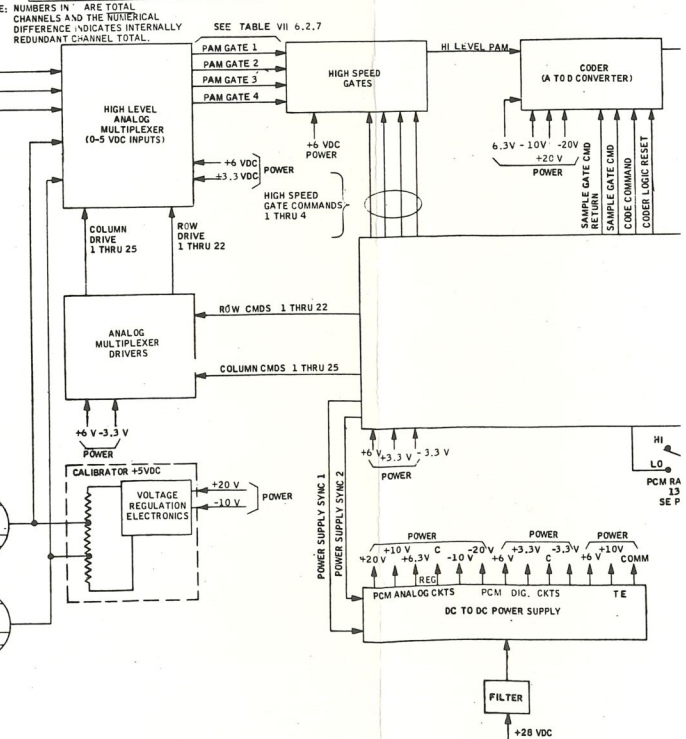 E: NUMBERS IN ARE TOTAL
CHANNELS AND THE NUMERICAL
DIFFERENCE INDICATES INTERNALLY
REDUNDANT CHANNEL TOTAL.
SEE TABLE VII 6.2.7
PAM GATE 1
PAM GATE 2
PAM GATE 3
PAM GATE 4
HIGH LEVEL
ANALOG
MULTIPLEXER
(0-5 VDC INPUTS)
HIGH SPEED
GATES
HI LEVEL PAM
CODER
(A TO D CONVERTER)
+6 VDC
POWER
6.3V -10V -20V
+20 V
POWER
SAMPLE GATE CMD
RETURN
SAMPLE GATE CMD
CODE COMMAND
CODER LOGIC RESET
+6 VDC
+3.3 VDC
POWER
HIGH SPEED
GATE COMMANDS
1 THRU 4
COLUMN
DRIVE
1 THRU 25
ROW
DRIVE
1 THRU 22
ANALOG
MULTIPLEXER
DRIVERS
ROW CMDS 1 THRU 22
COLUMN CMDS 1 THRU 25
+6 V -3.3 V
POWER
+6 V +3.3 V -3.3 V
POWER
HI
LO
PCM RA
13
SE P
CALIBRATOR +5VDC
VOLTAGE
REGULATION
ELECTRONICS
+20 V
-10 V
POWER
POWER SUPPLY SYNC 1
POWER SUPPLY SYNC 2
POWER
+20V +10 V +6.3V C -10 V -20 V
POWER
+6 V +3.3V C -3.3V
POWER
+6 V +10V COMM
REG
PCM ANALOG CKTS
PCM DIG. CKTS
TE
DC TO DC POWER SUPPLY
FILTER
+28 VDC